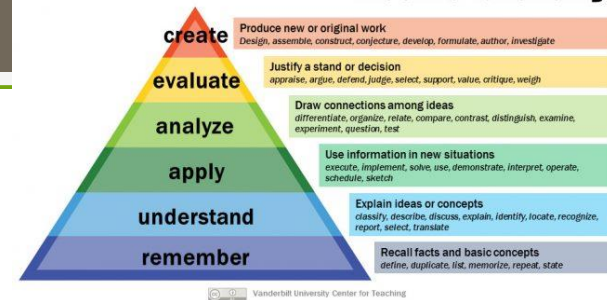 create
Produce new or original work
Design, assemble, construct, conjecture, develop, formulate, author, investigate
evaluate
Justify a stand or decision
appraise, argue, defend, judge, select, support, value, critique, weigh
analyze
Draw connections among ideas
differentiate, organize, relate, compare, contrast, distinguish, examine,
experiment, question, test
apply
Use information in new situations
execute, implement, solve, use, demonstrate, interpret, operate,
schedule, sketch
understand
Explain ideas or concepts
classify, describe, discuss, explain, identify, locate, recognize,
report, select, translate
remember
Recall facts and basic concepts
define, duplicate, list, memorize, repeat, state
Vanderbilt University Center for Teaching